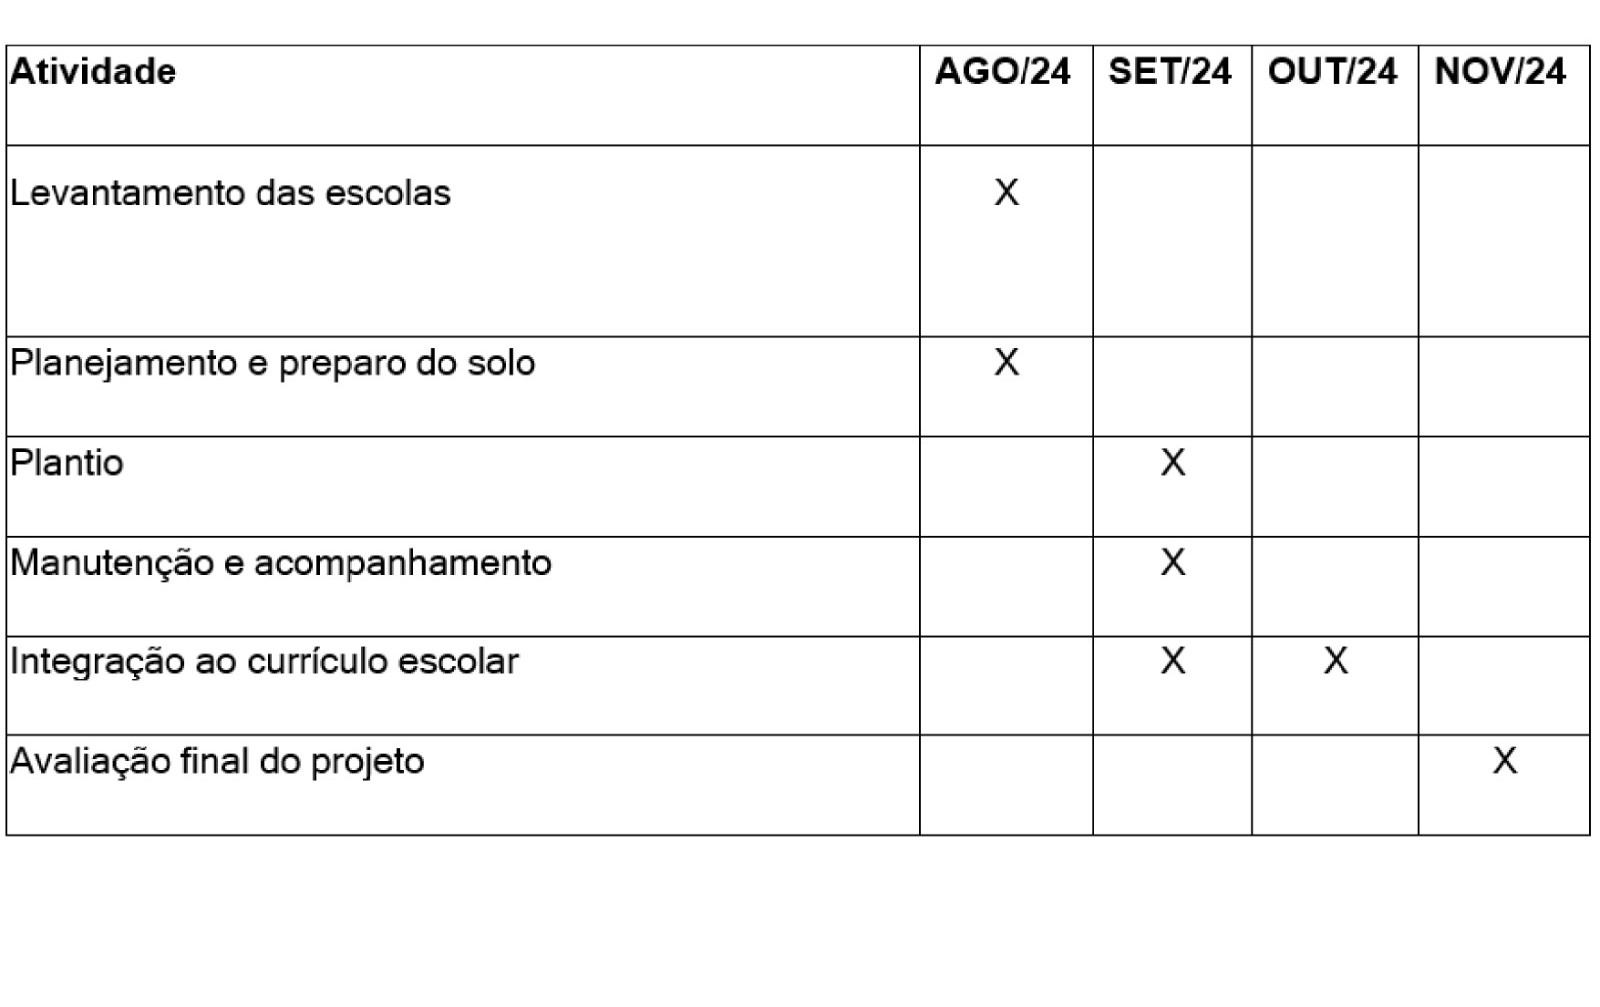 Atividade AGO/24 SET/24 OUT/24 NOV/24
Levantamento das escolas X
Planejamento e preparo do solo X
Plantio X
Manutenção e acompanhamento X
Integração ao currículo escolar X X
Avaliação final do projeto X